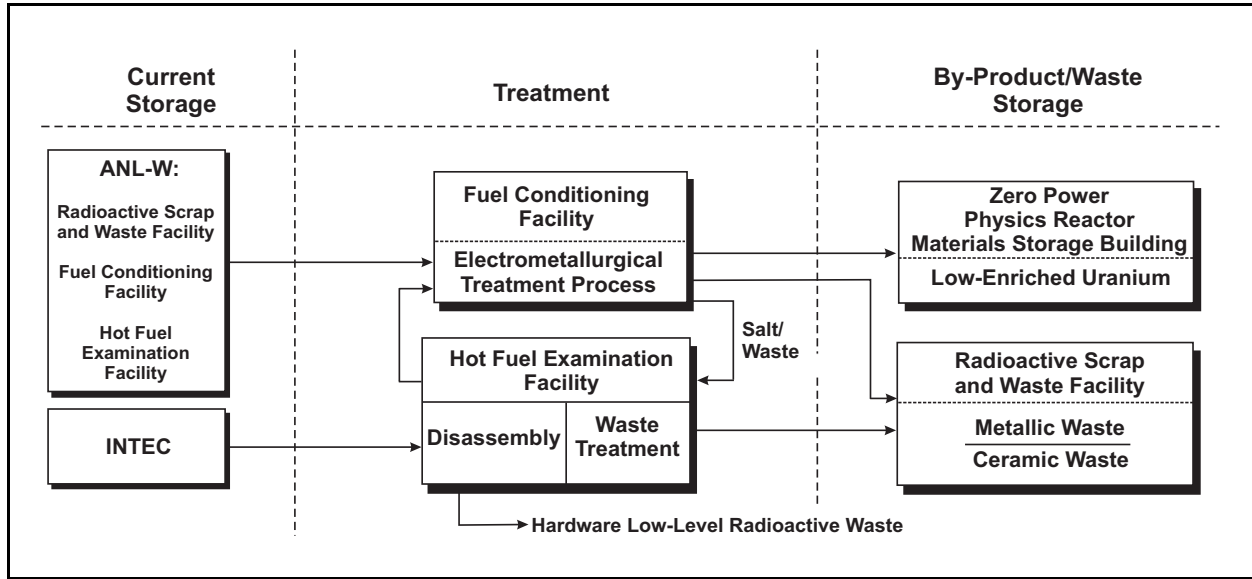 Current
Storage
Treatment
By-Product/Waste
Storage
ANL-W:
Radioactive Scrap
and Waste Facility
Fuel Conditioning
Facility
Hot Fuel
Examination
Facility
INTEC
Fuel Conditioning
Facility
Electrometallurgical
Treatment Process
Salt/
Waste
Hot Fuel Examination
Facility
Disassembly
Waste
Treatment
Hardware Low-Level Radioactive Waste
Zero Power
Physics Reactor
Materials Storage Building
Low-Enriched Uranium
Radioactive Scrap
and Waste Facility
Metallic Waste
Ceramic Waste